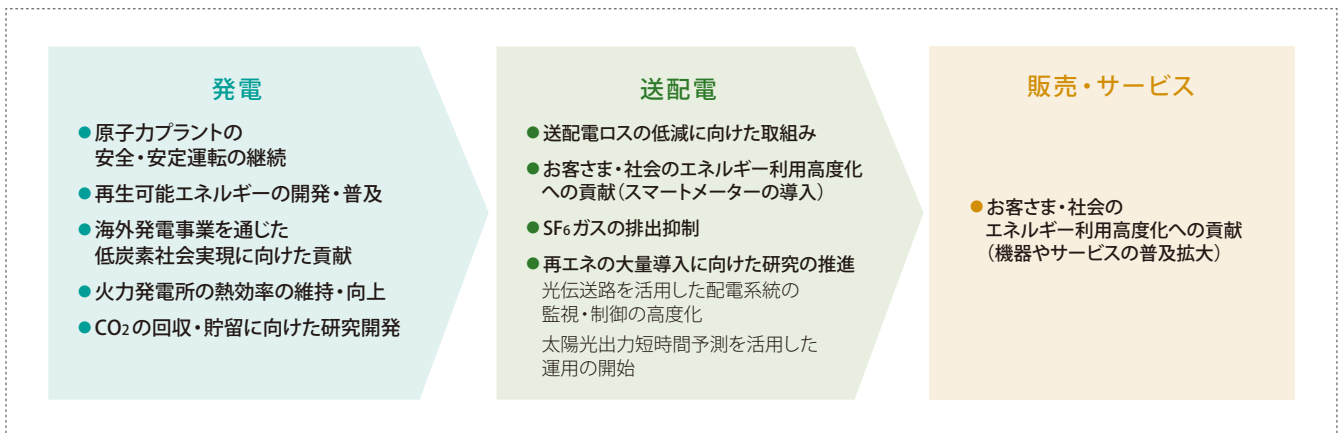 発電
●原子力プラントの
安全・安定運転の継続
●再生可能エネルギーの開発・普及
●海外発電事業を通じた
低炭素社会実現に向けた貢献
●火力発電所の熱効率の維持・向上
●CO2の回収・貯留に向けた研究開発
送配電
●送配電ロスの低減に向けた取組み
●お客さま・社会のエネルギー利用高度化
への貢献（スマートメーターの導入）
●SF6ガスの排出抑制
●再エネの大量導入に向けた研究の推進
光伝送路を活用した配電系統の
監視・制御の高度化
太陽光出力短時間予測を活用した
運用の開始
販売・サービス
●お客さま・社会の
エネルギー利用高度化への貢献
（機器やサービスの普及拡大）